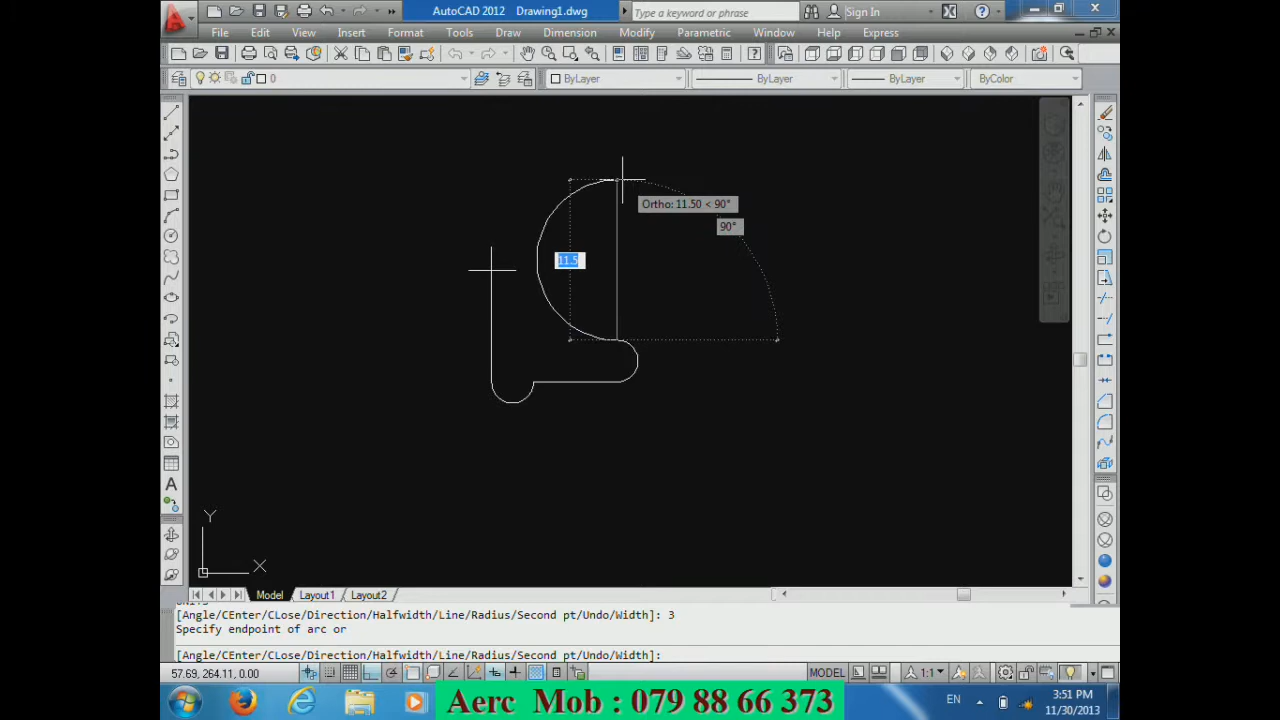 AutoCAD 2012 Drawing1.dwg
Type a keyword or phrase
Sign In
File Edit View Insert Format Tools Draw Dimension Modify Parametric Window Help Express
0
ByLayer
ByLayer
ByLayer
ByColor
Ortho: 11.50 < 90°
90°
11.5
Y
X
A
Model Layout1 Layout2
[Angle/CEnter/CLose/Direction/Halfwidth/Line/Radius/Second pt/Undo/Width]: 3
Specify endpoint of arc or
[Angle/CEnter/CLose/Direction/Halfwidth/Line/Radius/Second pt/Undo/Width]:
57.69, 264.11, 0.00
MODEL
1:1
Aerc Mob : 079 88 66 373
EN
3:51 PM
11/30/2013